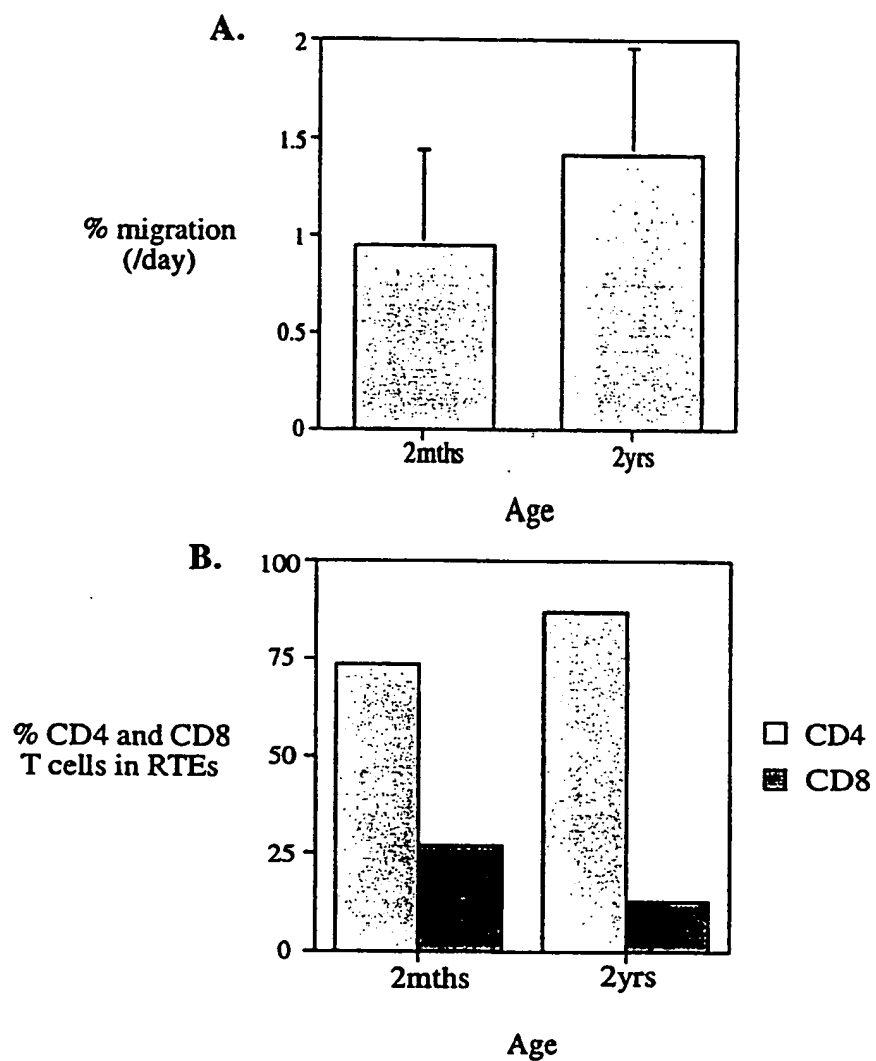 A.
2
1.5
1
0.5
0
% migration
(/day)
2mths 2yrs
Age
B.
100
75
50
25
0
% CD4 and CD8
T cells in RTEs
CD4
CD8
2mths 2yrs
Age